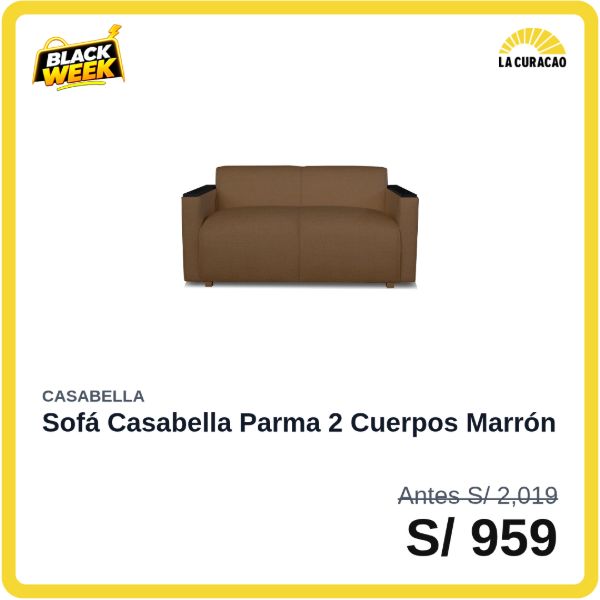 BLACK
WEEK
LA CURACAO
CASABELLA
Sofá Casabella Parma 2 Cuerpos Marrón
Antes S/ 2,019
S/ 959